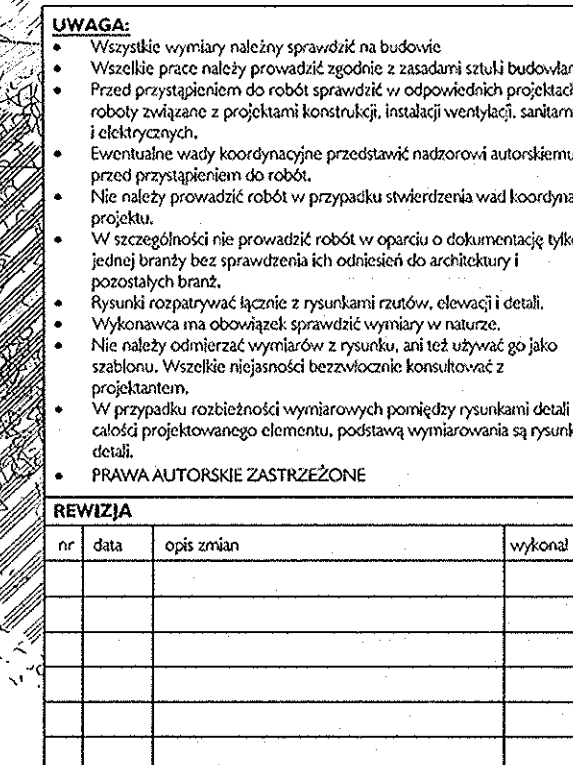 UWAGA:
• Wszystkie wymiary należny sprawdzić na budowie
• Wszelkie prace należy prowadzić zgodnie z zasadami sztuki budowlan
• Przed przystąpieniem do robót sprawdzić w odpowiednich projektach
roboty związane z projektami konstrukcji, instalacji wentylacji, sanitarn
i elektrycznych.
• Ewentualne wady koordynacyjne przedstawić nadzorowi autorskiemu
przed przystąpieniem do robót.
• Nie należy prowadzić robót w przypadku stwierdzenia wad koordyna
projektu.
• W szczególności nie prowadzić robót w oparciu o dokumentację tylk
jednej branży bez sprawdzenia ich odniesień do architektury i
pozostałych branż.
• Rysunki rozpatrywać łącznie z rysunkami rzutów, elewacji i detali.
• Wykonawca ma obowiązek sprawdzić wymiary w naturze.
• Nie należy odmierzać wymiarów z rysunku, ani też używać go jako
szablonu. Wszelkie niejasności bezzwłocznie konsultować z
projektantem.
• W przypadku rozbieżności wymiarowych pomiędzy rysunkami detali
całości projektowanego elementu, podstawą wymiarowania są rysunk
detali.
• PRAWA AUTORSKIE ZASTRZEŻONE
REWIZJA
nr data opis zmian wykonał